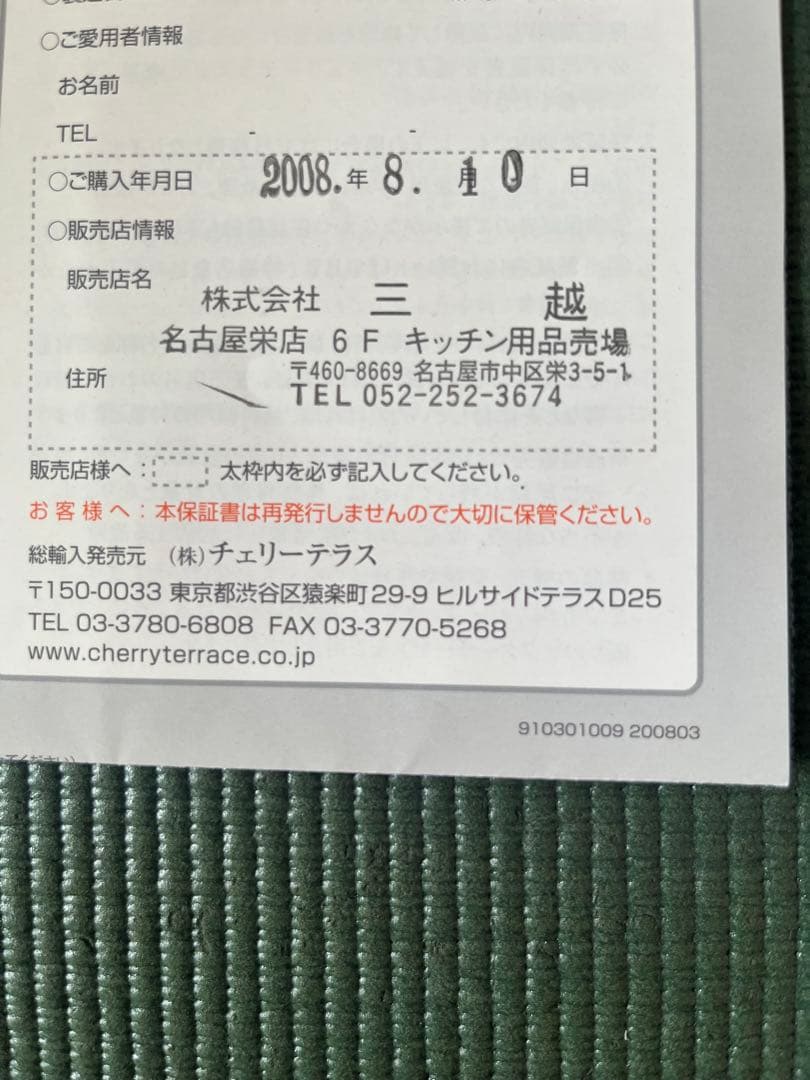 ○ご愛用者情報
お名前
TEL - -
○ご購入年月日 2008.年 8. 月10 日
○販売店情報
販売店名
株式会社 三越
名古屋栄店 6F キッチン用品売場
住所 〒460-8669 名古屋市中区栄3-5-1
TEL 052-252-3674
販売店様へ: 太枠内を必ず記入してください。
お客様へ:本保証書は再発行しませんので大切に保管ください。
総輸入発売元 (株)チェリーテラス
〒150-0033 東京都渋谷区猿楽町29-9 ヒルサイドテラスD25
TEL 03-3780-6808 FAX 03-3770-5268
www.cherryterrace.co.jp
910301009 200803